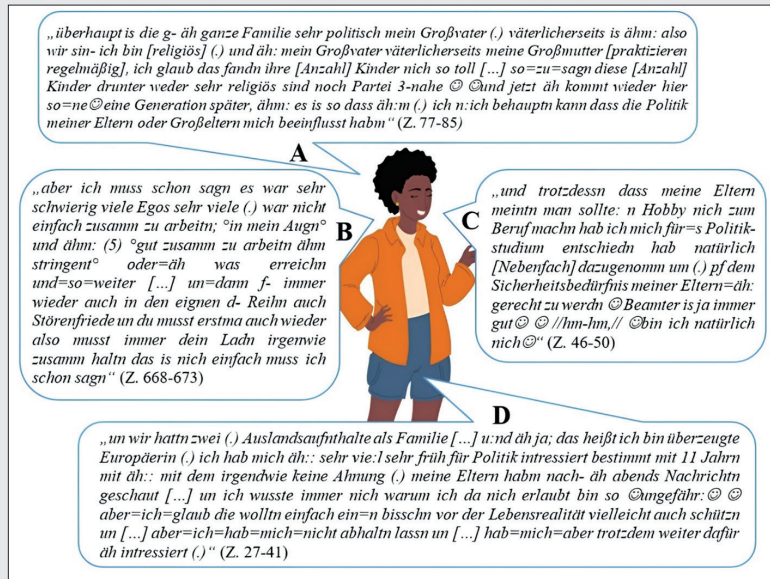 „überhaupt is die g- äh ganze Familie sehr politisch mein Großvater (.) väterlicherseits is ähm: also
wir sin- ich bin [religiös] (.) und äh: mein Großvater väterlicherseits meine Großmutter [praktizieren
regelmäßig], ich glaub das fandn ihre [Anzahl] Kinder nich so toll […] so=zu=sagn diese [Anzahl]
Kinder drunter weder sehr religiös sind noch Partei 3-nahe ☺ ☺und jetzt äh kommt wieder hier
so=ne☺eine Generation später, ähm: es is so dass äh:m (.) ich n:ich behauptn kann dass die Politik
meiner Eltern oder Großeltern mich beeinflusst habm“ (Z. 77-85)
A
„aber ich muss schon sagn es war sehr
schwierig viele Egos sehr viele (.) war nicht
einfach zusamm zu arbeitn; °in mein Augn°
und ähm: (5) °gut zusamm zu arbeitn ähm
stringent° oder=äh was erreichn
und=so=weiter […] un=dann f- immer
wieder auch in den eignen d- Reihn auch
Störenfriede un du musst erstma auch wieder
also musst immer dein Ladn irgenwie
zusamm haltn das is nich einfach muss ich
schon sagn“ (Z. 668-673)
B
C
„und trotzdessn dass meine Eltern
meintn man sollte: n Hobby nich zum
Beruf machn hab ich mich für=s Politik-
studium entschiedn hab natürlich
[Nebenfach] dazugenomm um (.) pf dem
Sicherheitsbedürfnis meiner Eltern=äh:
gerecht zu werdn ☺Beamter is ja immer
gut☺ ☺ //hm-hm,// ☺bin ich natürlich
nich☺“ (Z. 46-50)
D
„un wir hattn zwei (.) Auslandsaufnthalte als Familie […] u:nd äh ja; das heißt ich bin überzeugte
Europäerin (.) ich hab mich äh:: sehr vie:l sehr früh für Politik intressiert bestimmt mit 11 Jahrn
mit äh:: mit dem irgendwie keine Ahnung (.) meine Eltern habm nach- äh abends Nachrichtn
geschaut […] un ich wusste immer nich warum ich da nich erlaubt bin so ☺ungefähr:☺ ☺
aber=ich=glaub die wolltn einfach ein=n bisschn vor der Lebensrealität vielleicht auch schützn
un […] aber=ich=hab=mich=nicht abhaltn lassn un […] hab=mich=aber trotzdem weiter dafür
äh intressiert (.)“ (Z. 27-41)